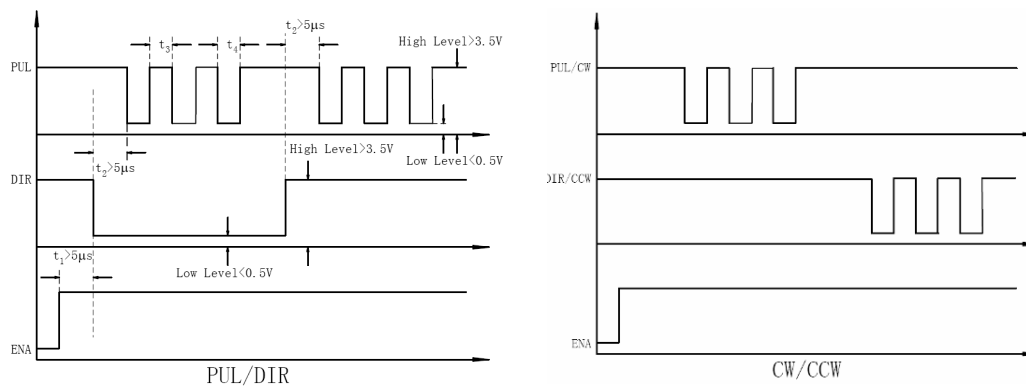 t2>5μs
t3
t4
High Level>3.5V
PUL
Low Level<0.5V
t2>5μs
High Level>3.5V
DIR
t1>5μs
Low Level<0.5V
ENA
PUL/DIR
PUL/CW
DIR/CCW
ENA
CW/CCW